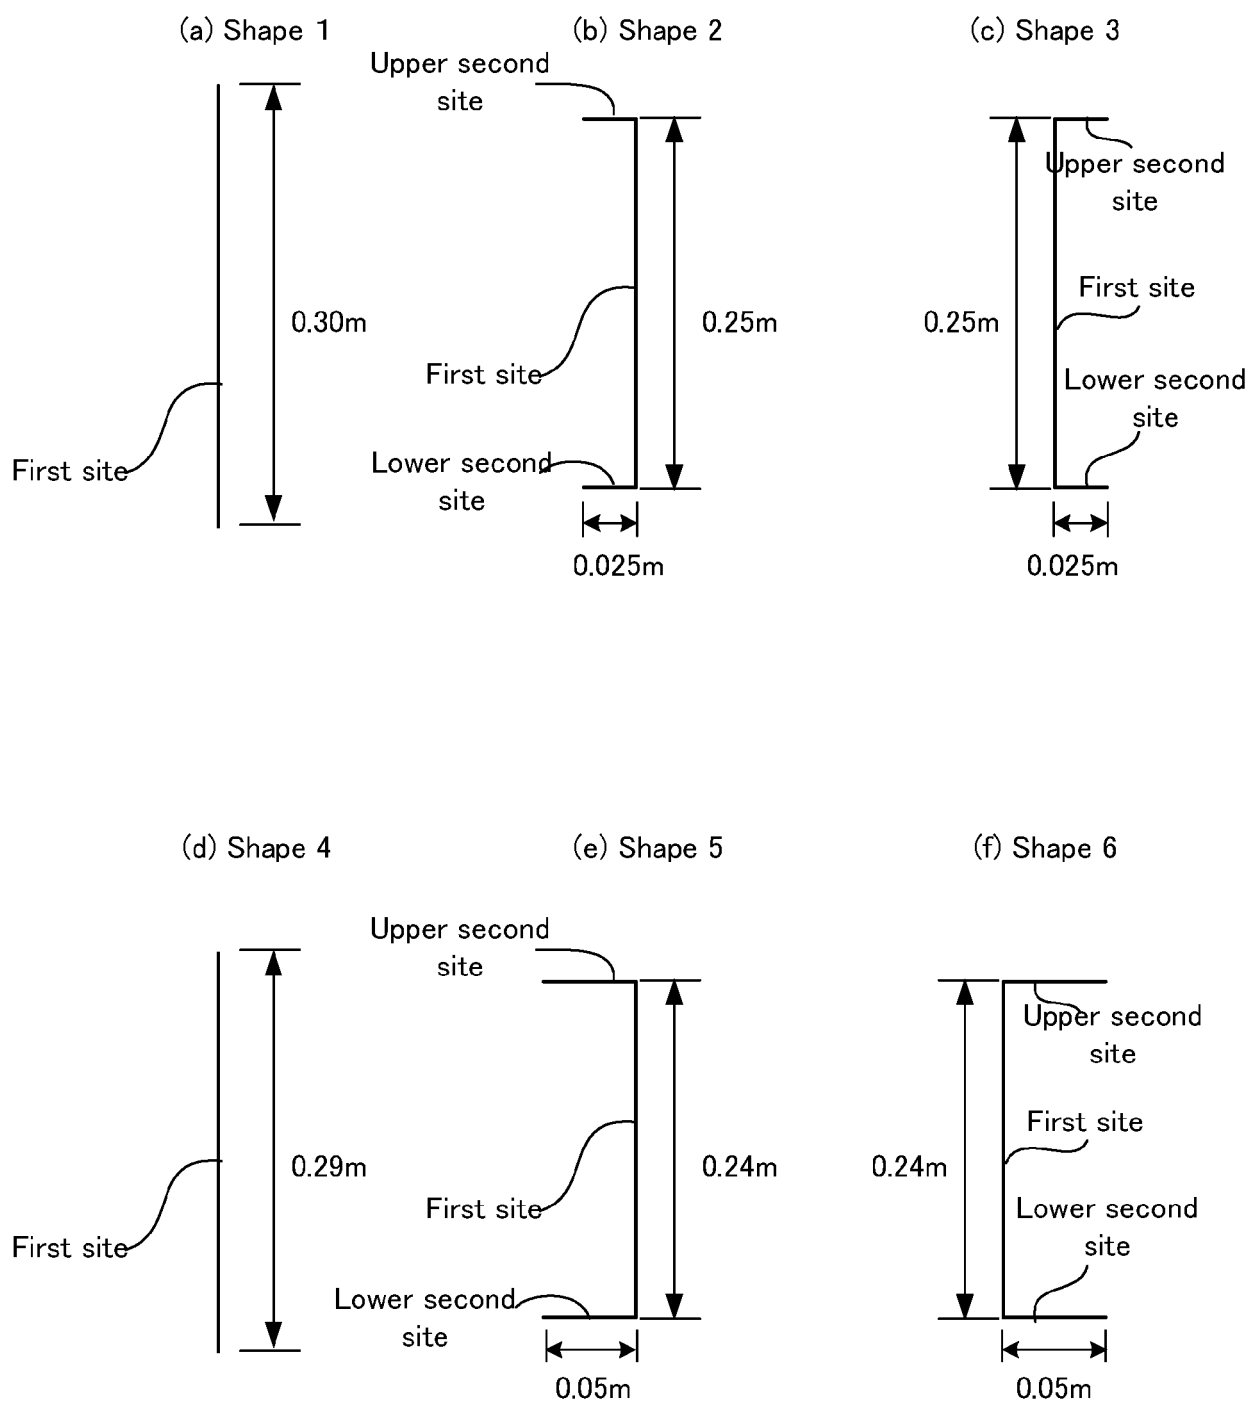 (a) Shape 1
(b) Shape 2
(c) Shape 3
Upper second
site
Upper second
site
0.30m
First site
0.25m
First site
0.25m
First site
Lower second
site
Lower second
site
0.025m
0.025m
(d) Shape 4
(e) Shape 5
(f) Shape 6
Upper second
site
Upper second
site
0.29m
First site
0.24m
First site
0.24m
First site
Lower second
site
Lower second
site
0.05m
0.05m